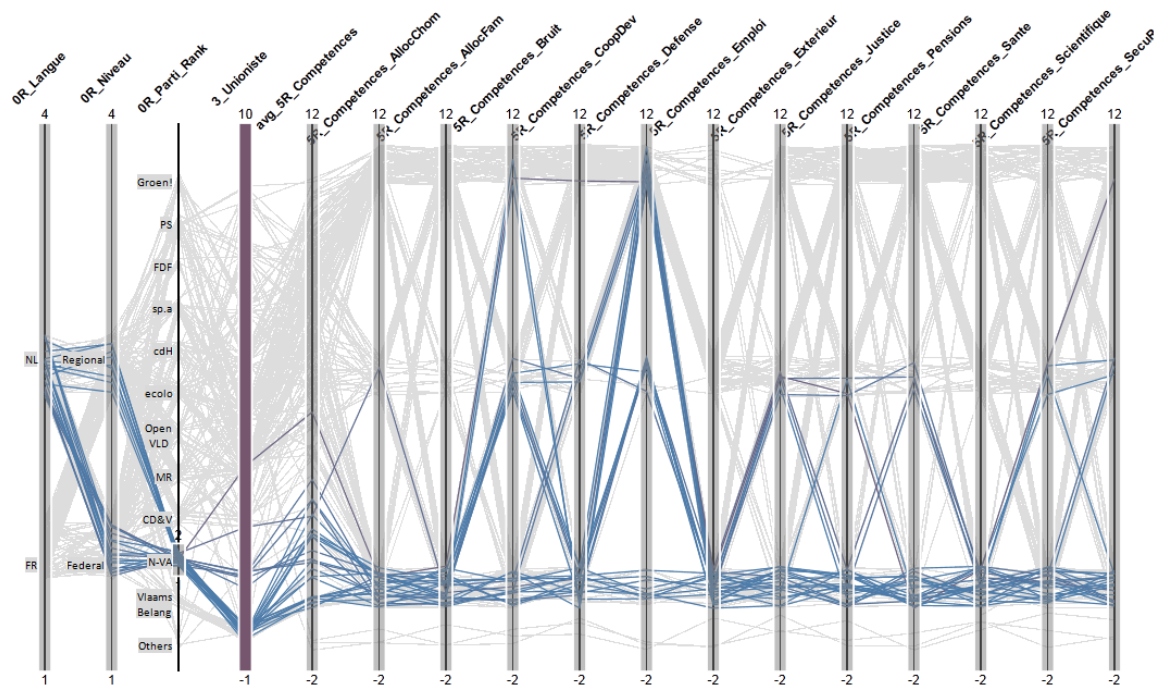 0R_Langue
0R_Niveau
0R_Parti_Rank
3_Unioniste
avg_5R_Competences
5R_Competences_AllocChom
5R_Competences_AllocFam
5R_Competences_Bruit
5R_Competences_CoopDev
5R_Competences_Defense
5R_Competences_Emploi
5R_Competences_Exterieur
5R_Competences_Justice
5R_Competences_Pensions
5R_Competences_Sante
5R_Competences_Scientifique
5R_Competences_SecuP
4 4 10 12 12 12 12 12 12 12 12 12 12 12 12 12
Groen!
PS
FDF
sp.a
cdH
NL
Regional
ecolo
Open
VLD
MR
CD&V
2
N-VA
FR
Federal
Vlaams
Belang
Others
1 1 -1 -2 -2 -2 -2 -2 -2 -2 -2 -2 -2 -2 -2 -2